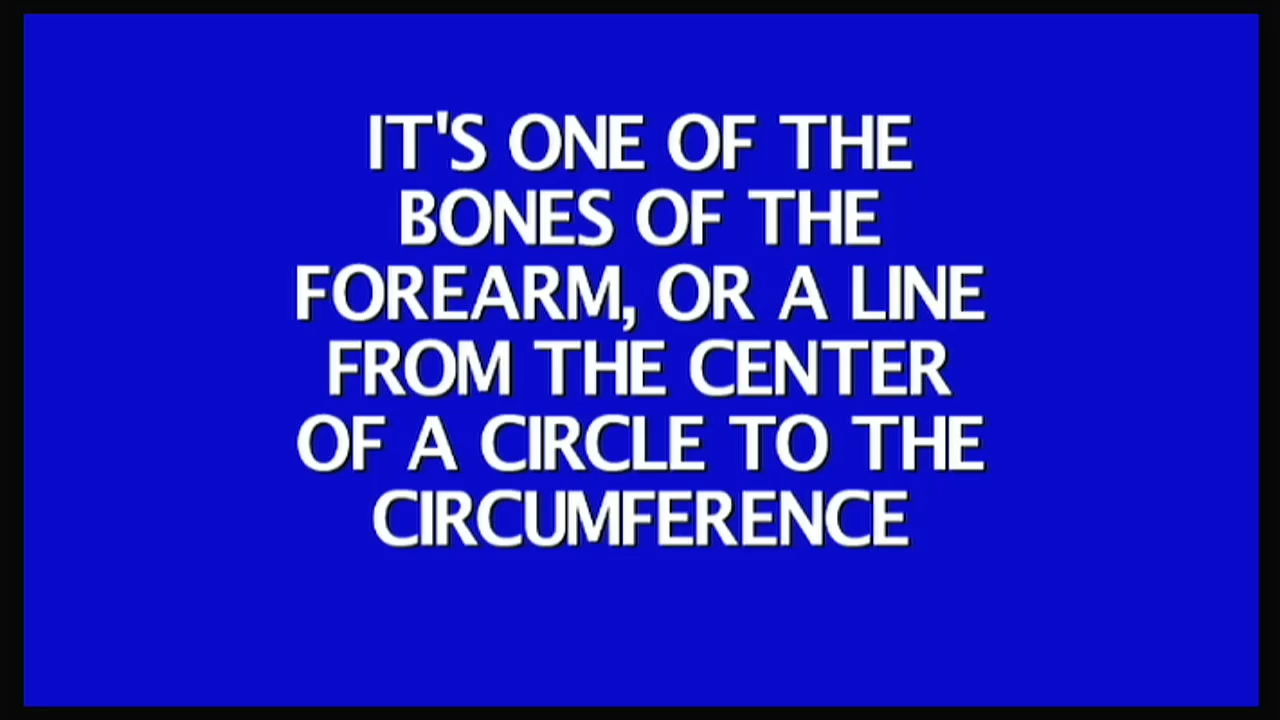 IT'S ONE OF THE
BONES OF THE
FOREARM, OR A LINE
FROM THE CENTER
OF A CIRCLE TO THE
CIRCUMFERENCE